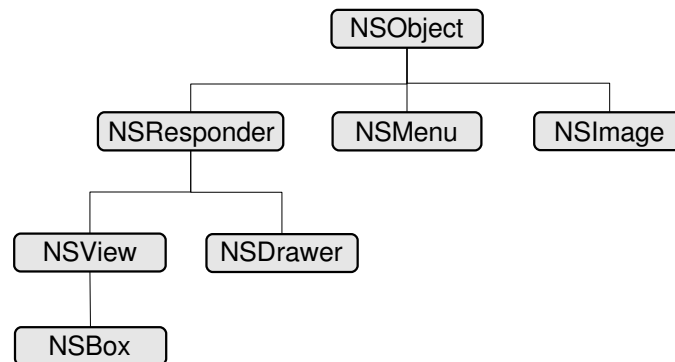 NSObject
NSResponder
NSMenu
NSImage
NSView
NSDrawer
NSBox